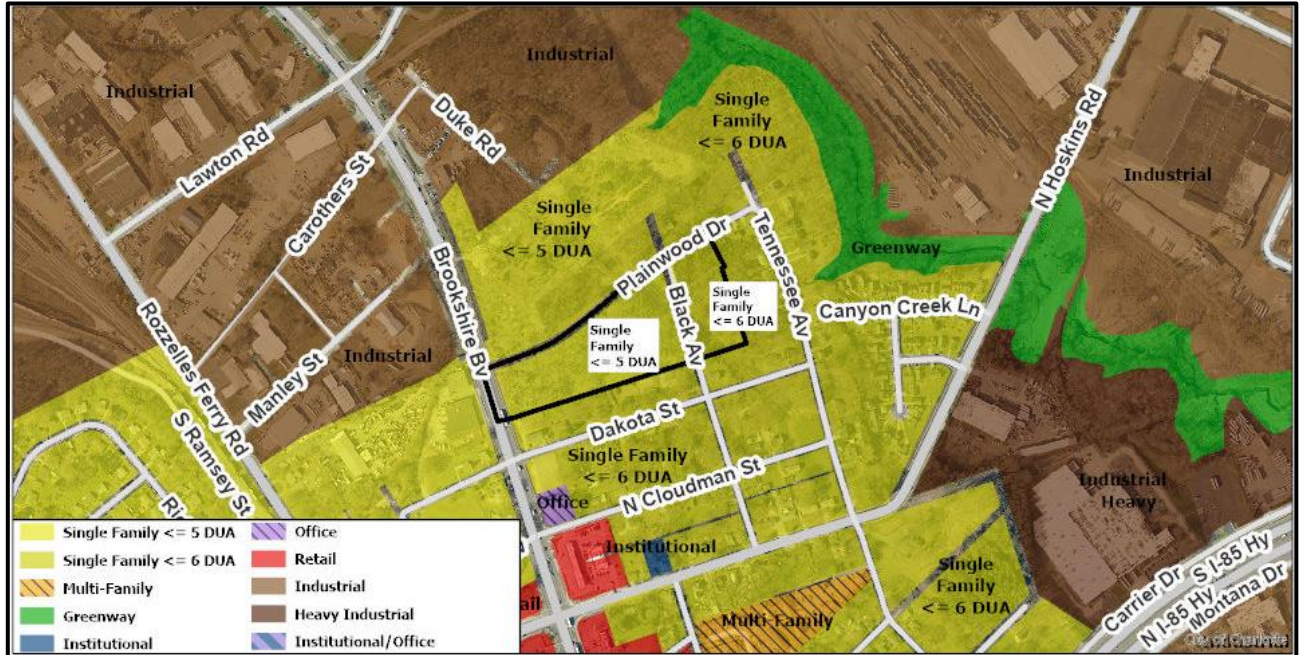 Industrial
Industrial
Duke Rd
Lawton Rd
Carothers St
Single
Family
<= 6 DUA
N Hoskins Rd
Industrial
Single
Family
<= 5 DUA
Plainwood Dr
Tennessee Av
Greenway
Brookshire Bv
Black Av
Single
Family
<= 6 DUA
Canyon Creek Ln
Single
Family
<= 5 DUA
Rozzelles Ferry Rd
Manley St
Industrial
S Ramsey St
Ri
Dakota St
Single Family
<= 6 DUA
N Cloudman St
Office
Institutional
Industrial
Heavy
Single
Family
<= 6 DUA
Multi-Family
ail
Carrier Dr
S I-85 Hy
N I-85 Hy
Montana Dr
Industrial
City of Charlotte
Single Family <= 5 DUA
Single Family <= 6 DUA
Multi-Family
Greenway
Institutional
Office
Retail
Industrial
Heavy Industrial
Institutional/Office